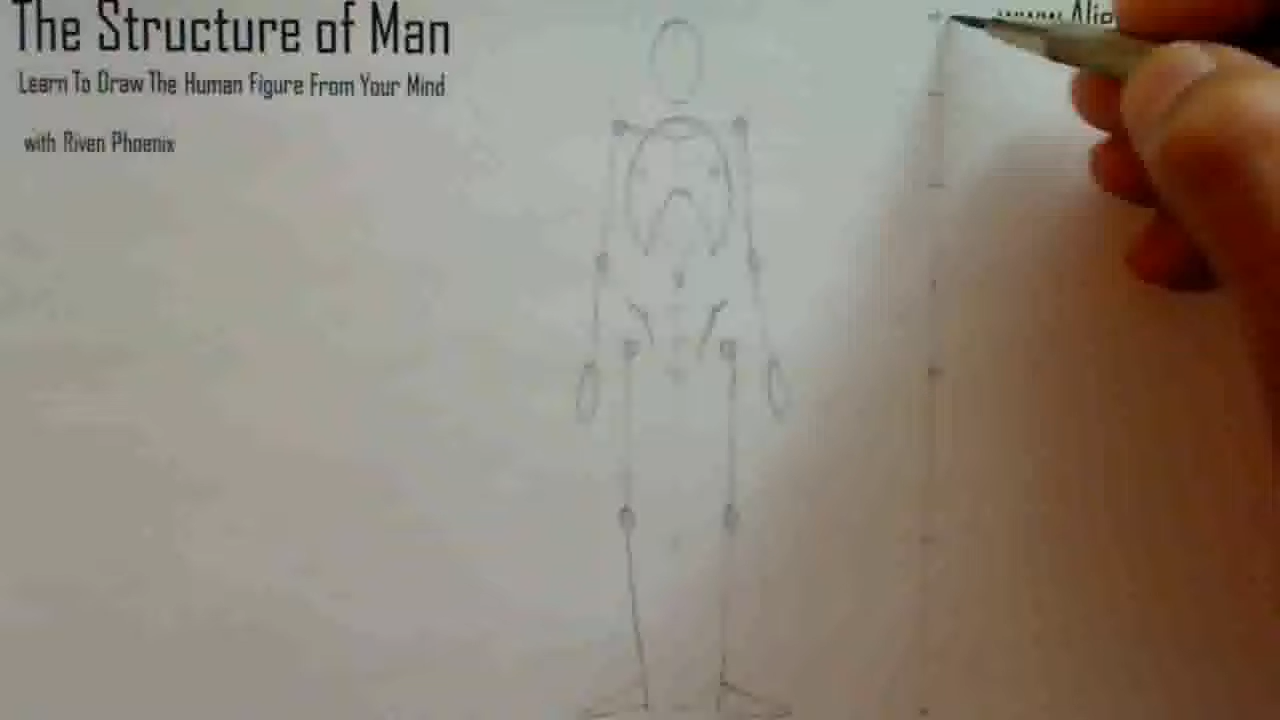 The Structure of Man
Learn To Draw The Human Figure From Your Mind
with Riven Phoenix